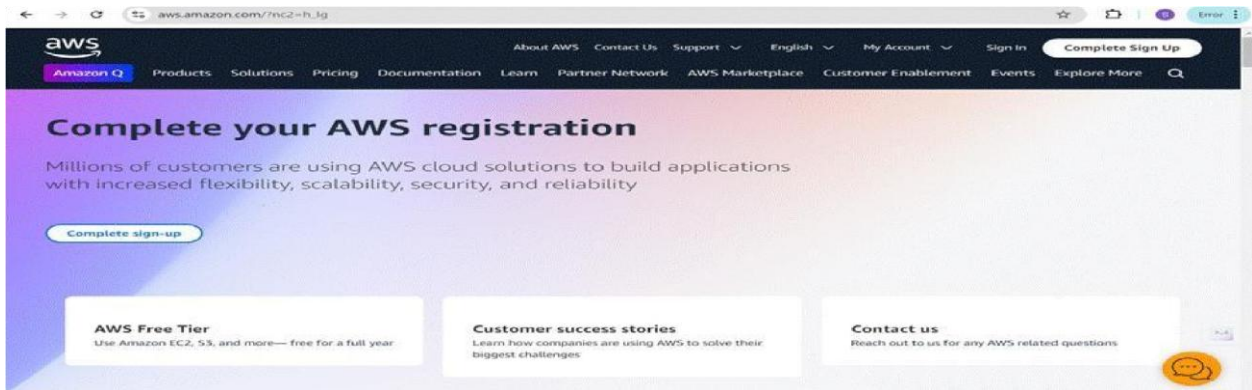 aws.amazon.com/?nc2=h_lg
Error
aws
About AWS Contact Us Support English My Account Sign In Complete Sign Up
Amazon Q Products Solutions Pricing Documentation Learn Partner Network AWS Marketplace Customer Enablement Events Explore More
Complete your AWS registration
Millions of customers are using AWS cloud solutions to build applications
with increased flexibility, scalability, security, and reliability
Complete sign-up
AWS Free Tier
Use Amazon EC2, S3, and more— free for a full year
Customer success stories
Learn how companies are using AWS to solve their
biggest challenges
Contact us
Reach out to us for any AWS related questions